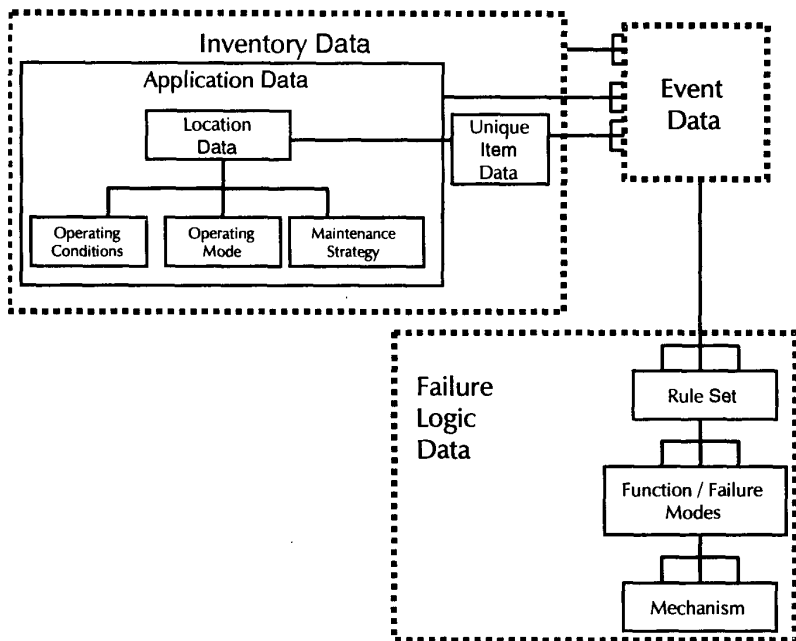 Inventory Data
Application Data
Location
Data
Unique
Item
Data
Operating
Conditions
Operating
Mode
Maintenance
Strategy
Event
Data
Failure
Logic
Data
Rule Set
Function / Failure
Modes
Mechanism